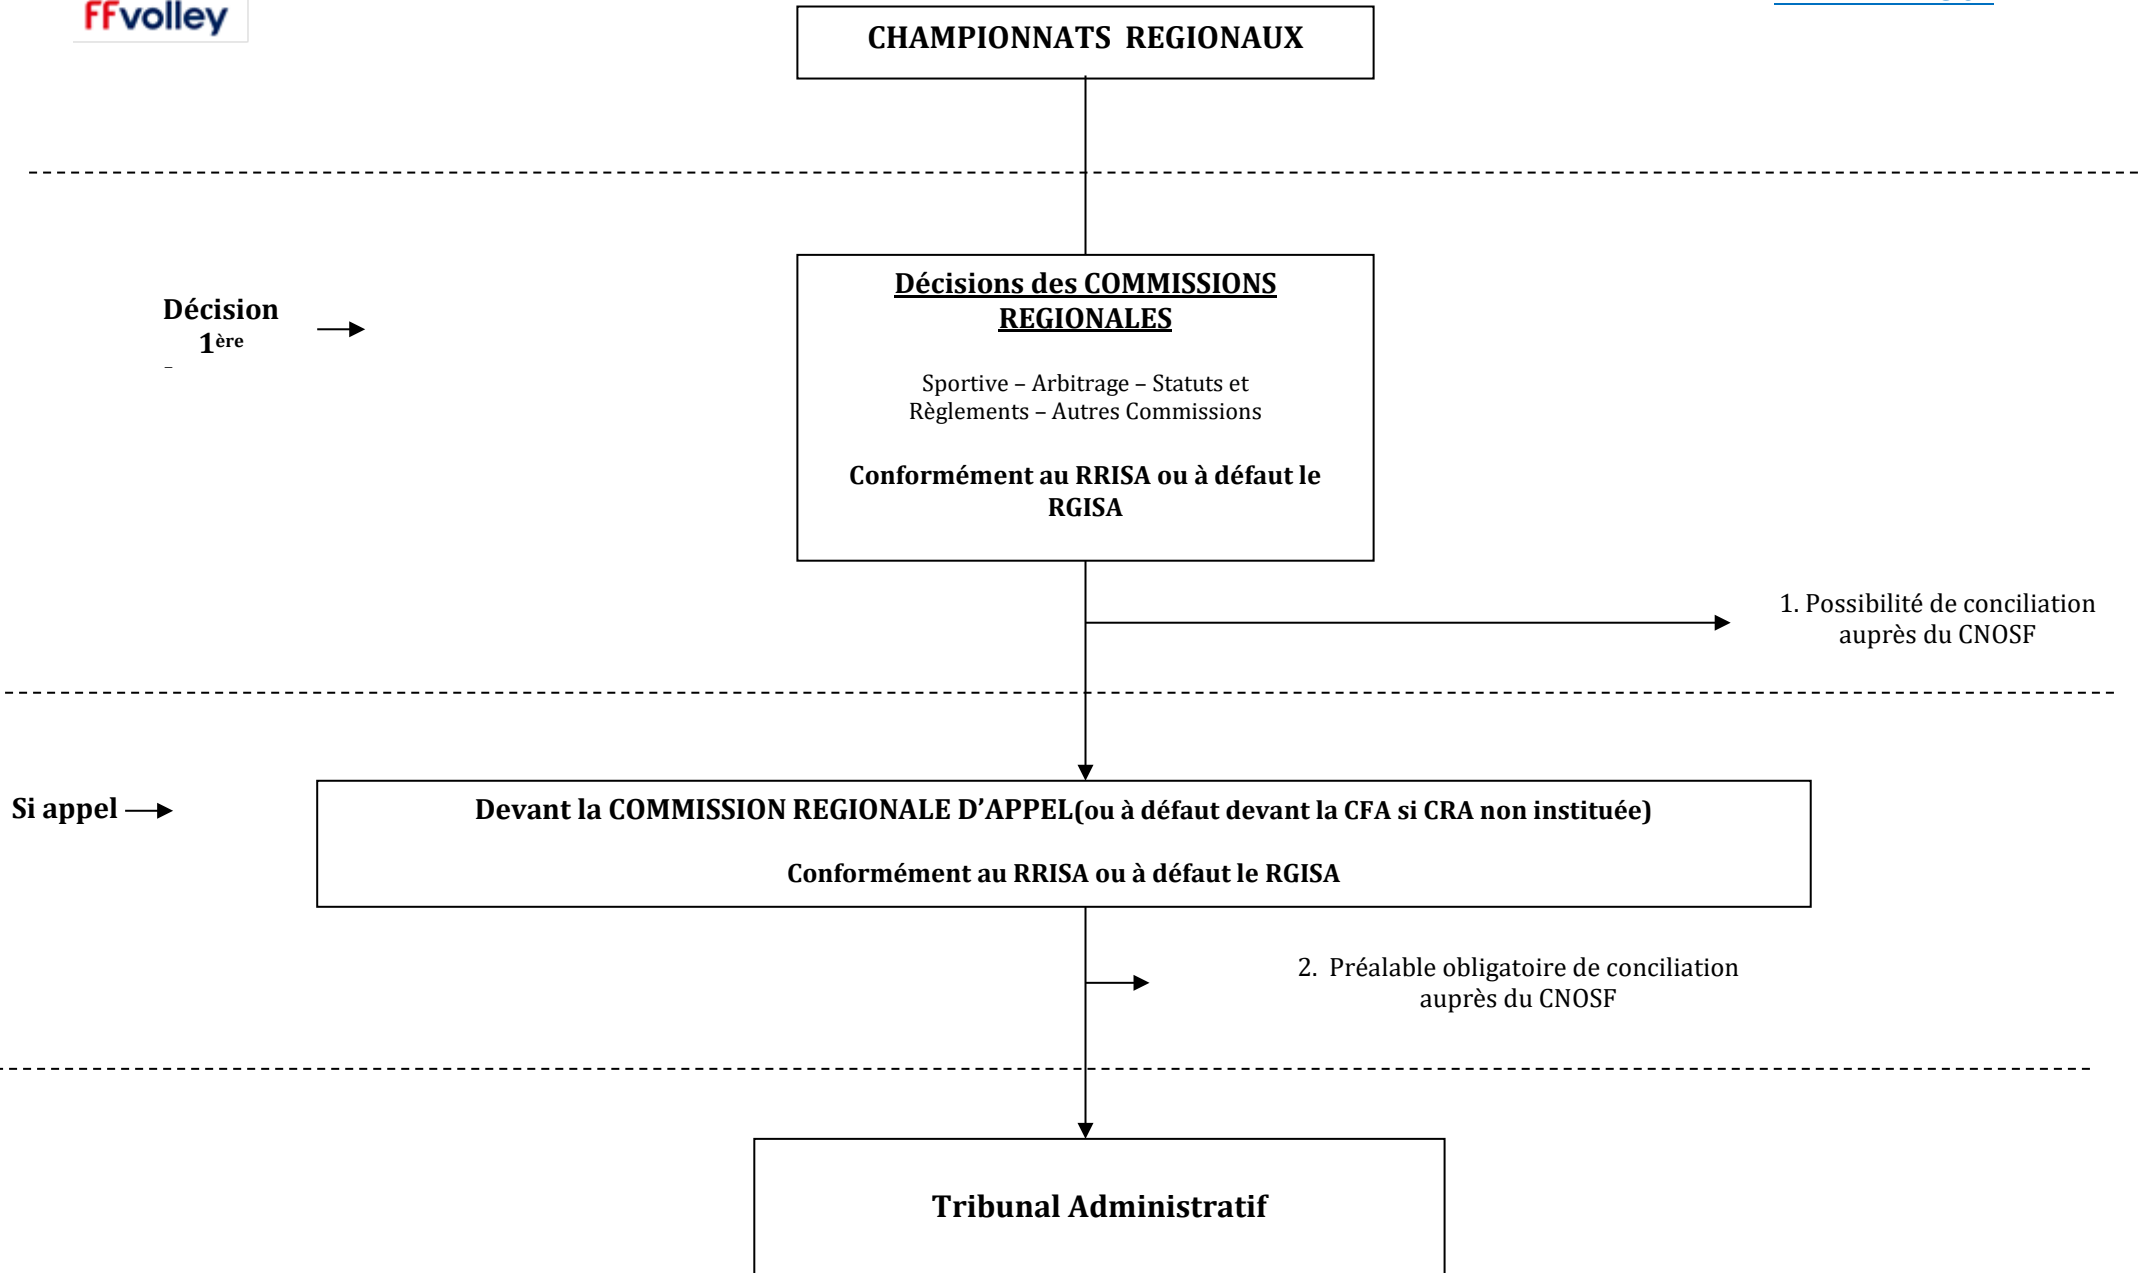 FFvolley
CHAMPIONNATS REGIONAUX
Décision
1ère
Décisions des COMMISSIONS
REGIONALES
Sportive – Arbitrage – Statuts et
Règlements – Autres Commissions
Conformément au RRISA ou à défaut le
RGISA
1. Possibilité de conciliation
auprès du CNOSF
Si appel
Devant la COMMISSION REGIONALE D’APPEL(ou à défaut devant la CFA si CRA non instituée)
Conformément au RRISA ou à défaut le RGISA
2. Préalable obligatoire de conciliation
auprès du CNOSF
Tribunal Administratif